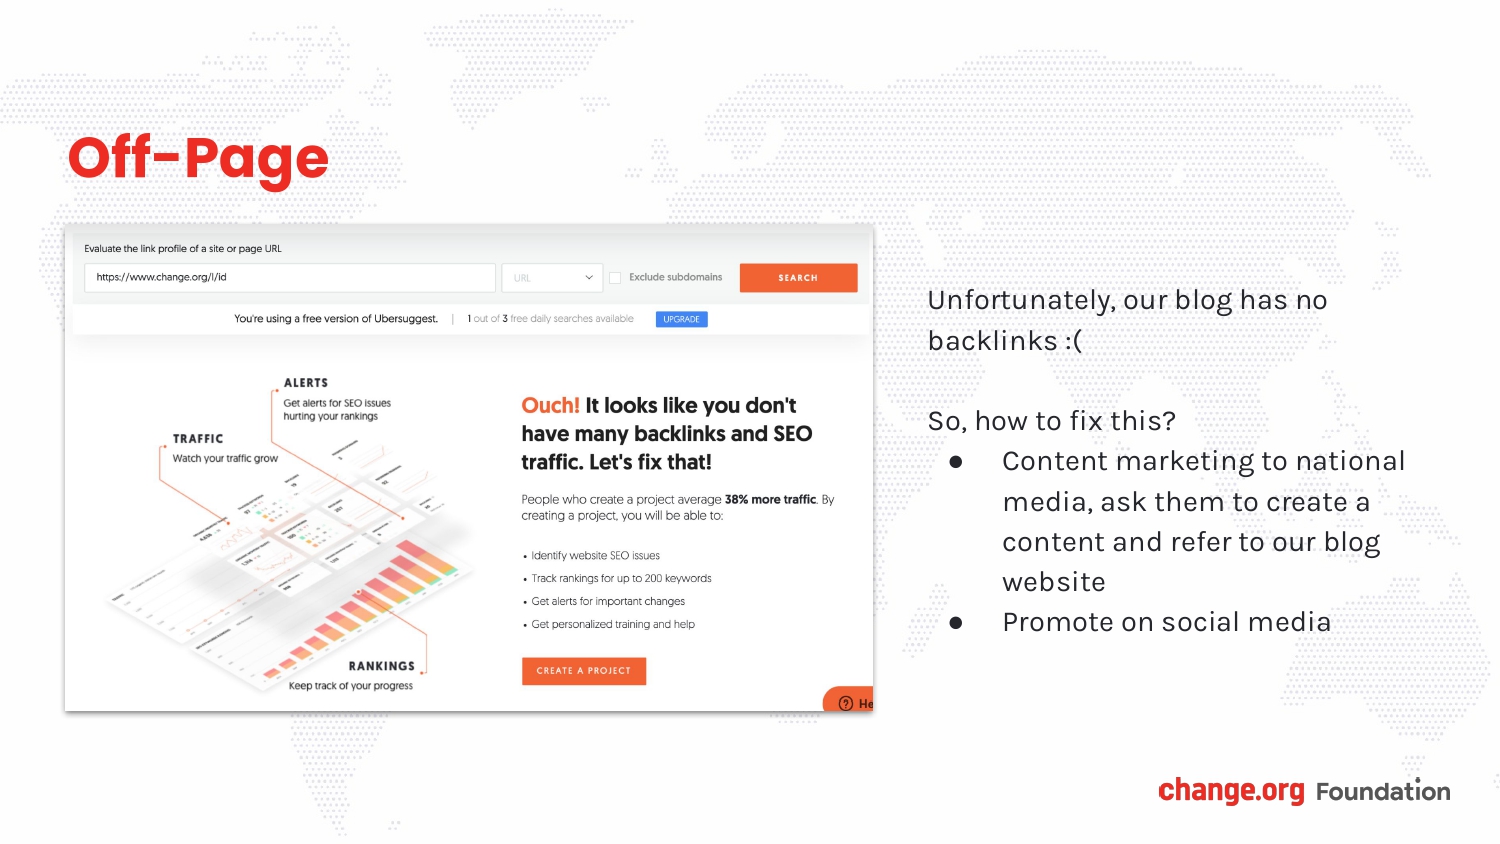 Off-Page
Evaluate the link profile of a site or page URL
https://www.change.org/l/id
URL
Exclude subdomains
SEARCH
You're using a free version of Ubersuggest. | 1 out of 3 free daily searches available UPGRADE
ALERTS
Get alerts for SEO issues
hurting your rankings
TRAFFIC
Watch your traffic grow
RANKINGS
Keep track of your progress
Ouch! It looks like you don't
have many backlinks and SEO
traffic. Let's fix that!
People who create a project average 38% more traffic. By
creating a project, you will be able to:
• Identify website SEO issues
• Track rankings for up to 200 keywords
• Get alerts for important changes
• Get personalized training and help
CREATE A PROJECT
He
Unfortunately, our blog has no
backlinks :(
So, how to fix this?
● Content marketing to national
media, ask them to create a
content and refer to our blog
website
● Promote on social media
change.org Foundation